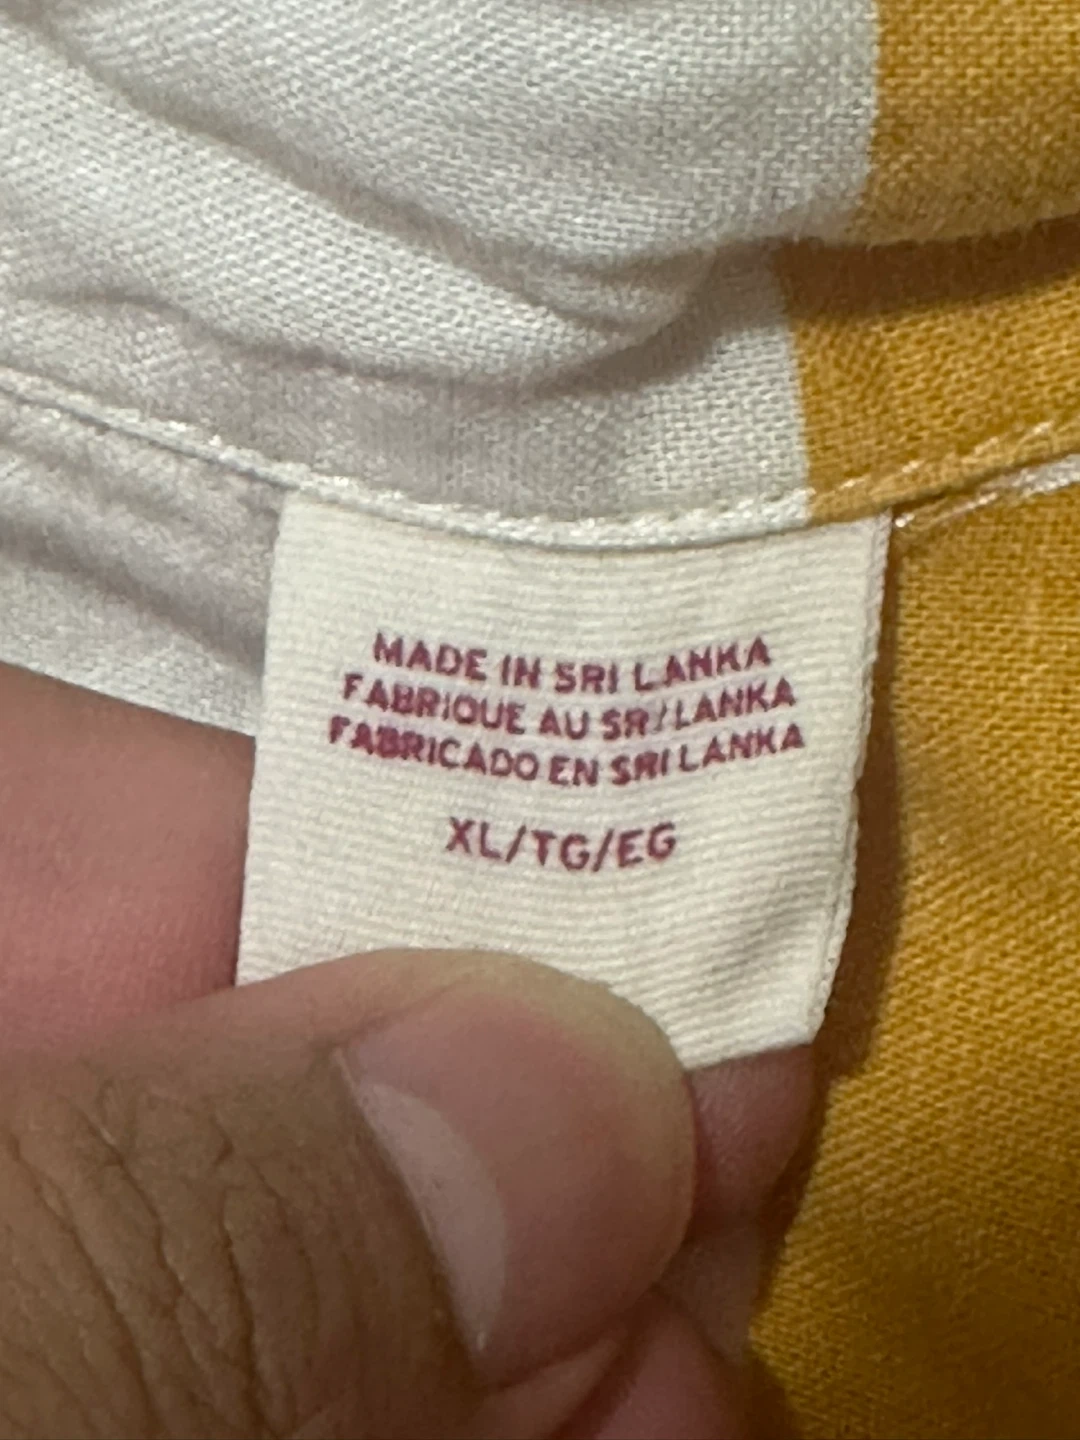 MADE IN SRI LANKA
FABRIQUE AU SRI LANKA
FABRICADO EN SRI LANKA
XL/TG/EG